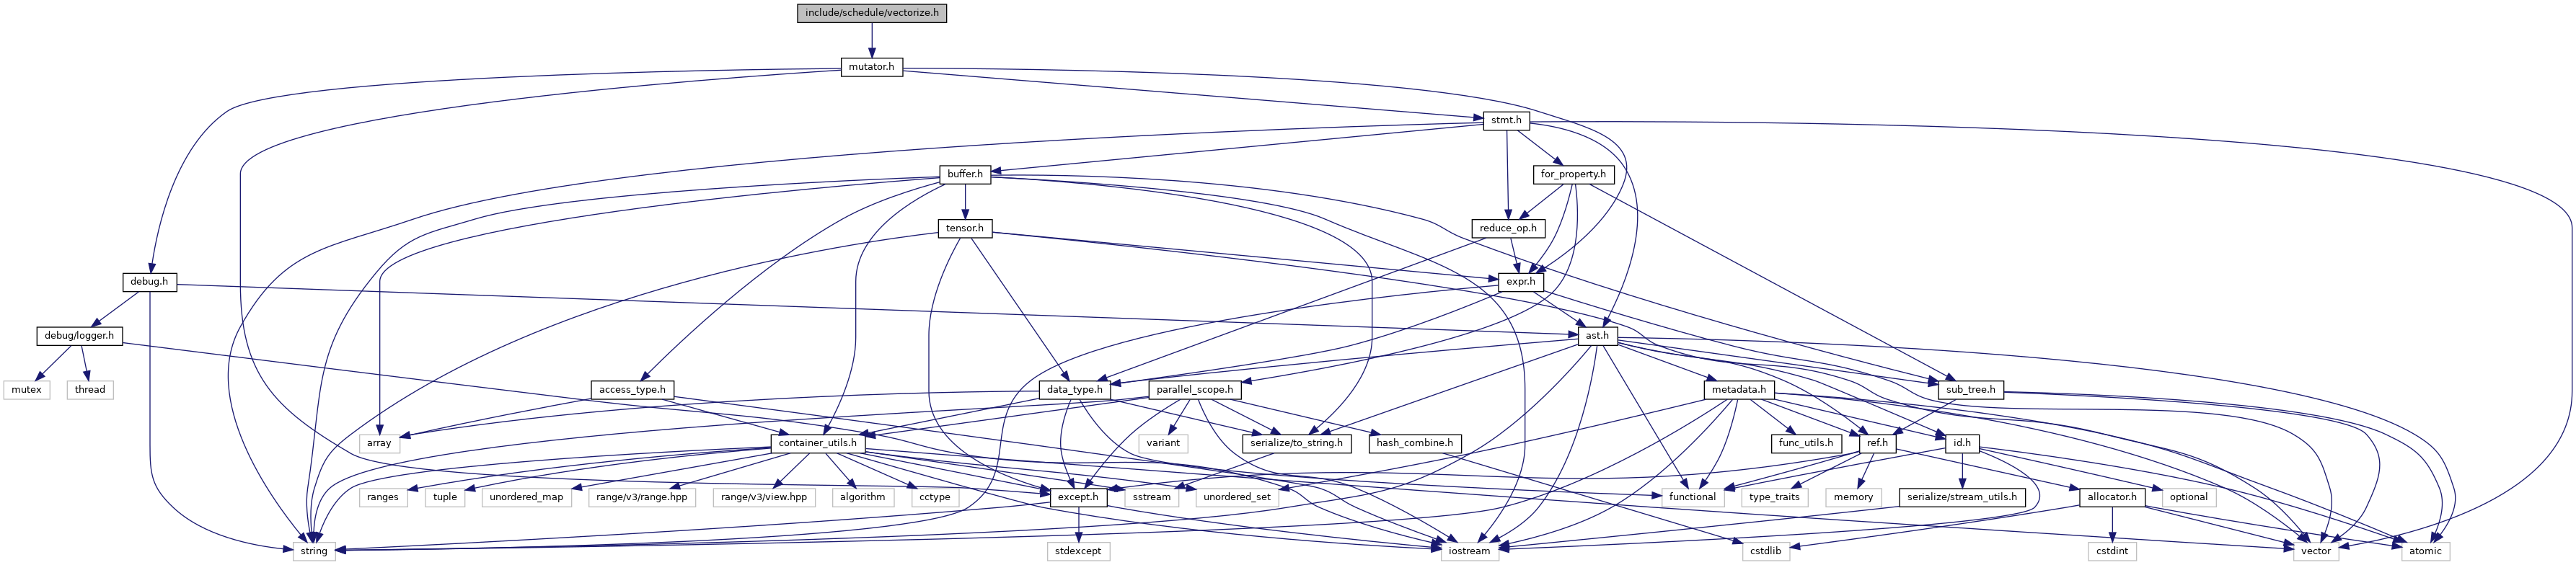 include/schedule/vectorize.h
mutator.h
stmt.h
buffer.h
for_property.h
tensor.h
reduce_op.h
debug.h
expr.h
debug/logger.h
ast.h
mutex
thread
access_type.h
data_type.h
parallel_scope.h
metadata.h
sub_tree.h
array
container_utils.h
variant
serialize/to_string.h
hash_combine.h
func_utils.h
ref.h
id.h
ranges
tuple
unordered_map
range/v3/range.hpp
range/v3/view.hpp
algorithm
cctype
except.h
sstream
unordered_set
functional
type_traits
memory
serialize/stream_utils.h
allocator.h
optional
string
stdexcept
iostream
cstdlib
cstdint
vector
atomic